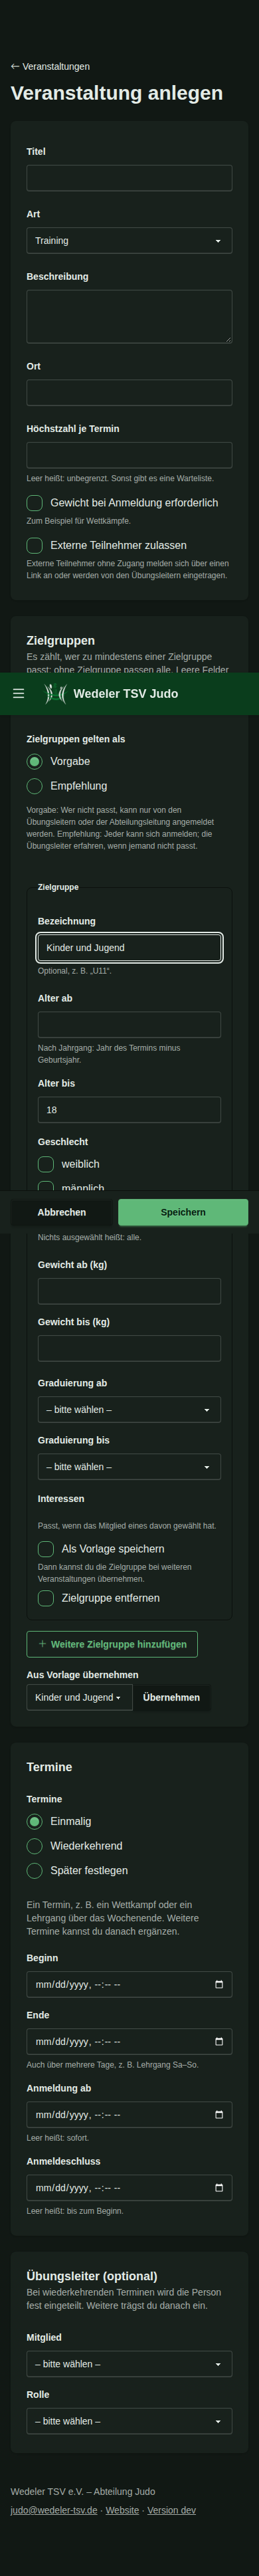 ← Veranstaltungen
Veranstaltung anlegen
Titel
Art
Training
Beschreibung
Ort
Höchstzahl je Termin
Leer heißt: unbegrenzt. Sonst gibt es eine Warteliste.
Gewicht bei Anmeldung erforderlich
Zum Beispiel für Wettkämpfe.
Externe Teilnehmer zulassen
Externe Teilnehmer ohne Zugang melden sich über einen
Link an oder werden von den Übungsleitern eingetragen.
Zielgruppen
Es zählt, wer zu mindestens einer Zielgruppe
passt; ohne Zielgruppe passen alle. Leere Felder
Wedeler TSV Judo
Zielgruppen gelten als
Vorgabe
Empfehlung
Vorgabe: Wer nicht passt, kann nur von den
Übungsleitern oder der Abteilungsleitung angemeldet
werden. Empfehlung: Jeder kann sich anmelden; die
Übungsleiter erfahren, wenn jemand nicht passt.
Zielgruppe
Bezeichnung
Kinder und Jugend
Optional, z. B. „U11“.
Alter ab
Nach Jahrgang: Jahr des Termins minus
Geburtsjahr.
Alter bis
18
Geschlecht
weiblich
männlich
Abbrechen
Speichern
Nichts ausgewählt heißt: alle.
Gewicht ab (kg)
Gewicht bis (kg)
Graduierung ab
– bitte wählen –
Graduierung bis
– bitte wählen –
Interessen
Passt, wenn das Mitglied eines davon gewählt hat.
Als Vorlage speichern
Dann kannst du die Zielgruppe bei weiteren
Veranstaltungen übernehmen.
Zielgruppe entfernen
+ Weitere Zielgruppe hinzufügen
Aus Vorlage übernehmen
Kinder und Jugend
Übernehmen
Termine
Termine
Einmalig
Wiederkehrend
Später festlegen
Ein Termin, z. B. ein Wettkampf oder ein
Lehrgang über das Wochenende. Weitere
Termine kannst du danach ergänzen.
Beginn
mm/dd/yyyy, --:-- --
Ende
mm/dd/yyyy, --:-- --
Auch über mehrere Tage, z. B. Lehrgang Sa–So.
Anmeldung ab
mm/dd/yyyy, --:-- --
Leer heißt: sofort.
Anmeldeschluss
mm/dd/yyyy, --:-- --
Leer heißt: bis zum Beginn.
Übungsleiter (optional)
Bei wiederkehrenden Terminen wird die Person
fest eingeteilt. Weitere trägst du danach ein.
Mitglied
– bitte wählen –
Rolle
– bitte wählen –
Wedeler TSV e.V. – Abteilung Judo
judo@wedeler-tsv.de · Website · Version dev